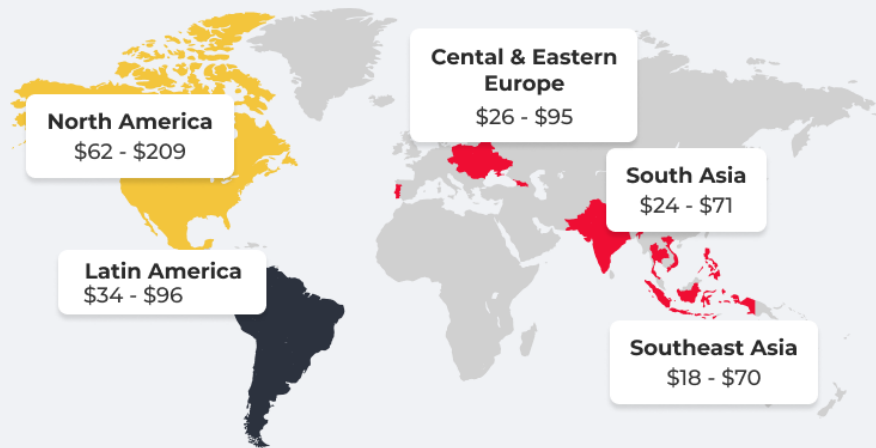 North America
$62 - $209
Cental & Eastern
Europe
$26 - $95
South Asia
$24 - $71
Latin America
$34 - $96
Southeast Asia
$18 - $70